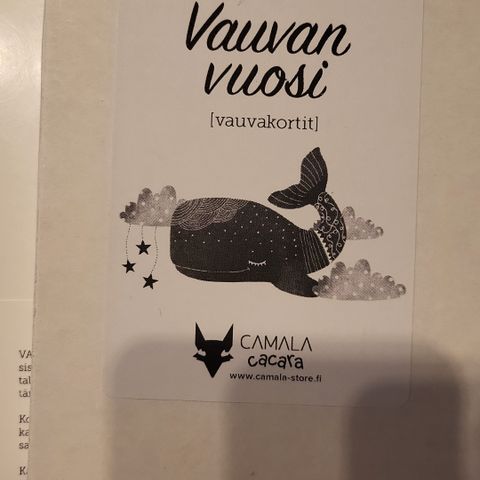 Vauvan
vuosi
[vauvakortit]
CAMALA
cacara
www.camala-store.fi